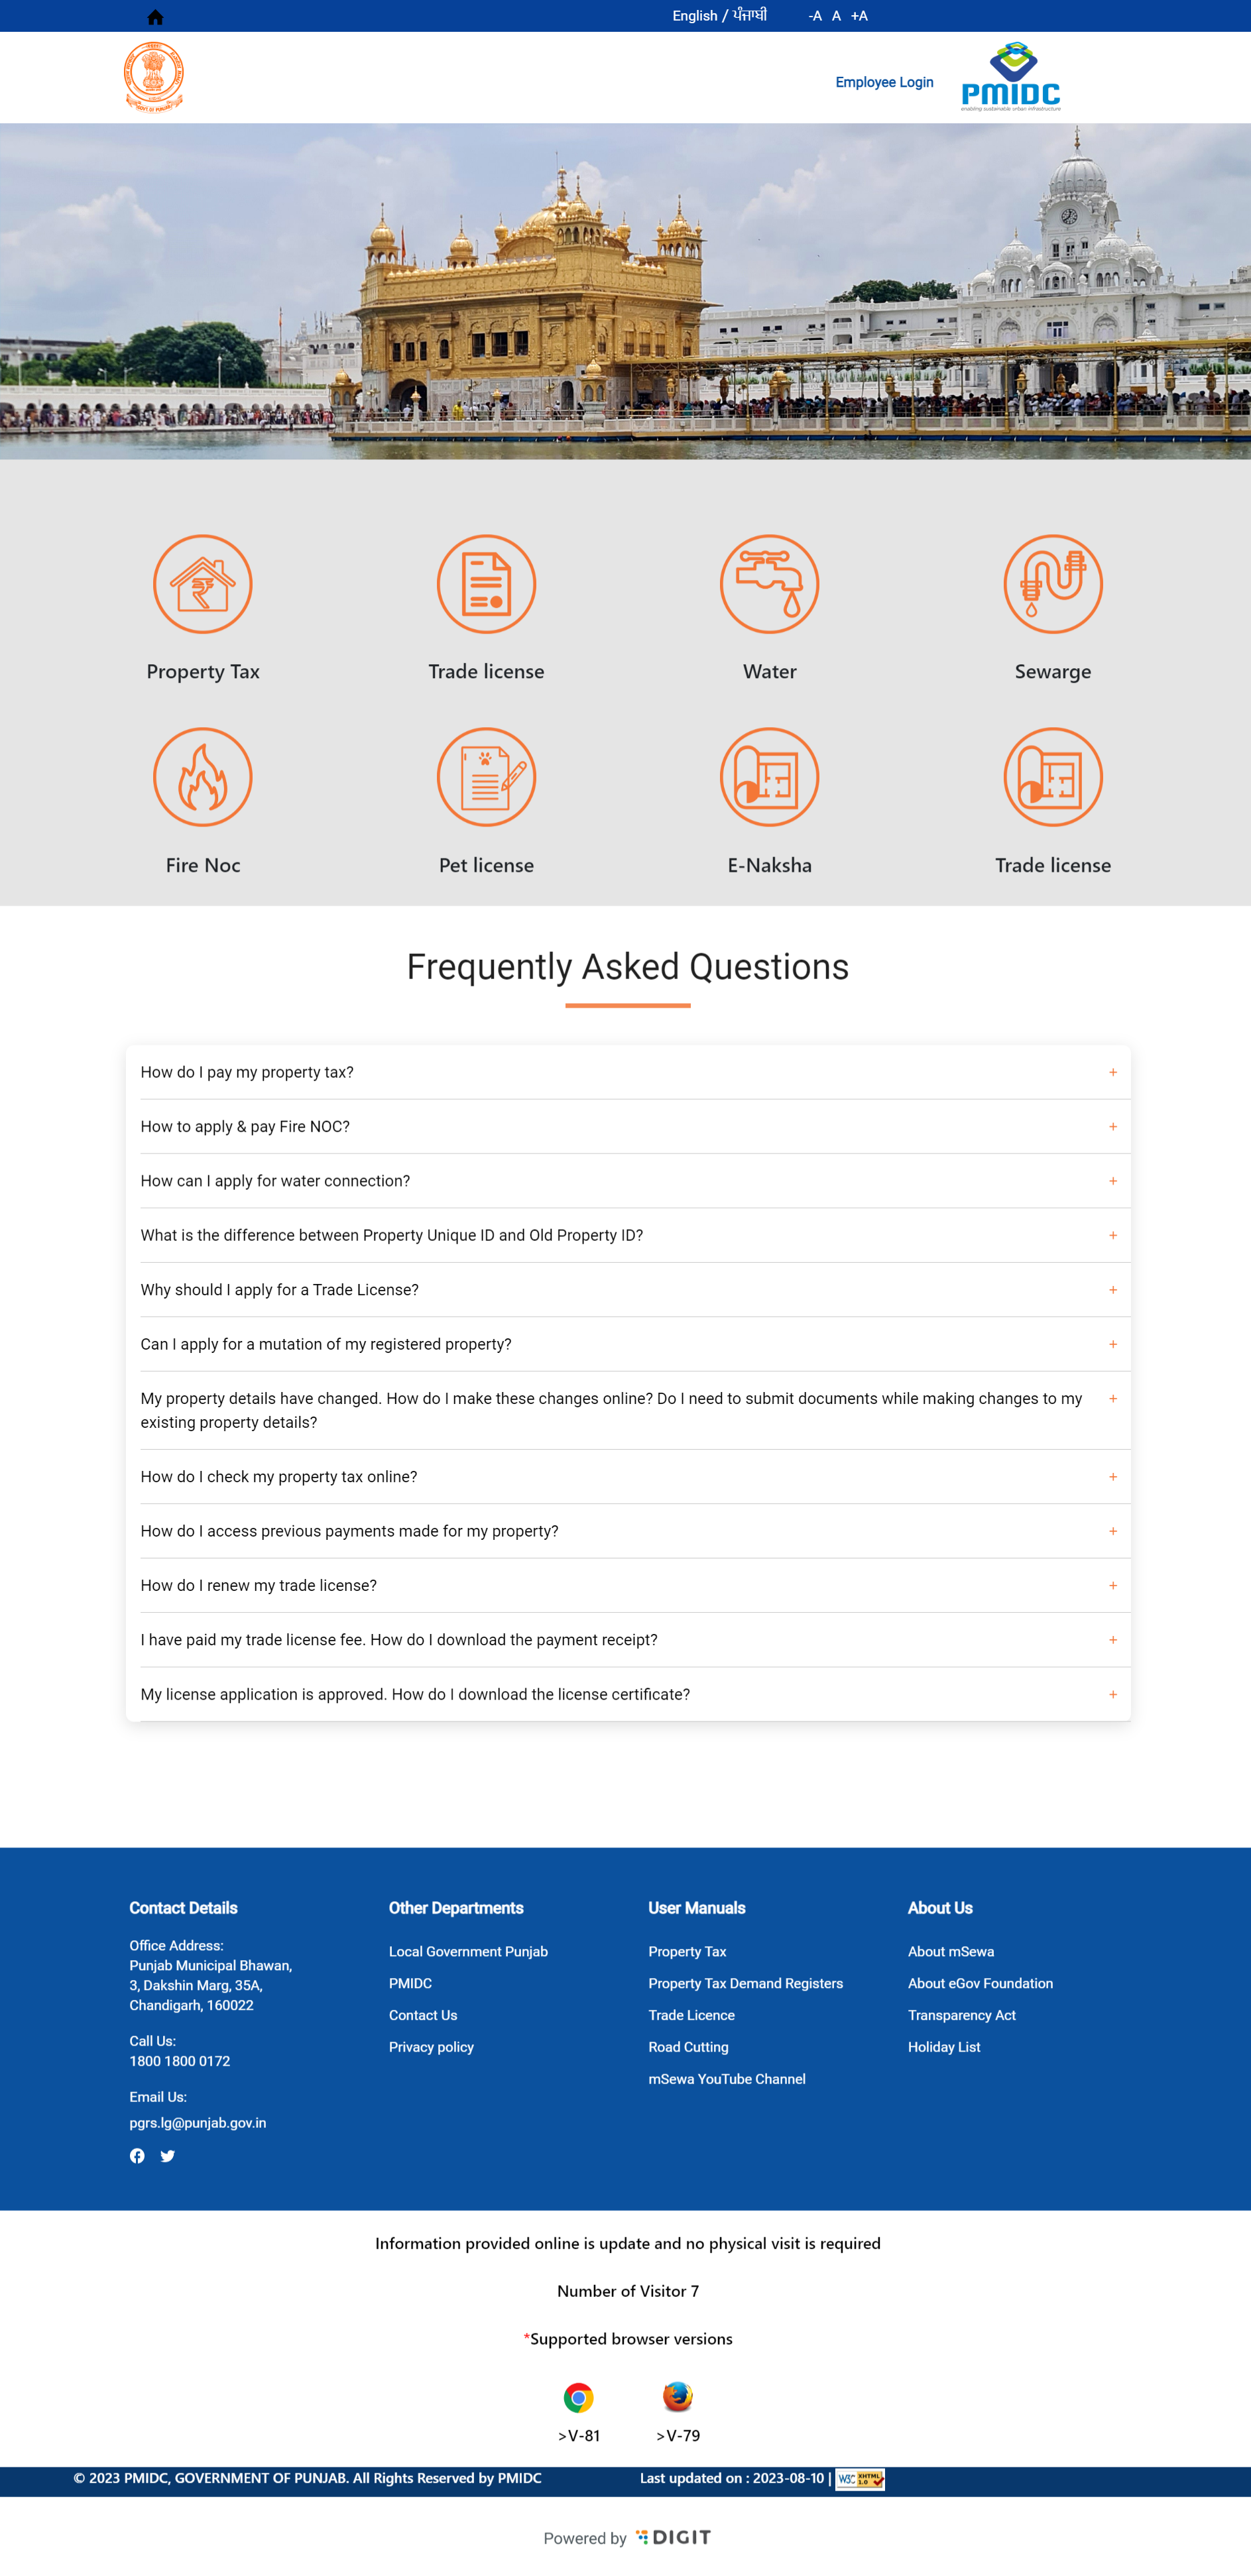 English / ਪੰਜਾਬੀ
-A A +A
GOVT. OF PUNJAB
Employee Login
PMIDC
enabling sustainable urban infrastructure
Property Tax
Trade license
Water
Sewarge
Fire Noc
Pet license
E-Naksha
Trade license
Frequently Asked Questions
How do I pay my property tax? +
How to apply & pay Fire NOC? +
How can I apply for water connection? +
What is the difference between Property Unique ID and Old Property ID? +
Why should I apply for a Trade License? +
Can I apply for a mutation of my registered property? +
My property details have changed. How do I make these changes online? Do I need to submit documents while making changes to my +
existing property details?
How do I check my property tax online? +
How do I access previous payments made for my property? +
How do I renew my trade license? +
I have paid my trade license fee. How do I download the payment receipt? +
My license application is approved. How do I download the license certificate? +
Contact Details
Office Address:
Punjab Municipal Bhawan,
3, Dakshin Marg, 35A,
Chandigarh, 160022
Call Us:
1800 1800 0172
Email Us:
pgrs.lg@punjab.gov.in
Other Departments
Local Government Punjab
PMIDC
Contact Us
Privacy policy
User Manuals
Property Tax
Property Tax Demand Registers
Trade Licence
Road Cutting
mSewa YouTube Channel
About Us
About mSewa
About eGov Foundation
Transparency Act
Holiday List
Information provided online is update and no physical visit is required
Number of Visitor 7
*Supported browser versions
>V-81
>V-79
© 2023 PMIDC, GOVERNMENT OF PUNJAB. All Rights Reserved by PMIDC
Last updated on : 2023-08-10 | W3C XHTML 1.0
Powered by DIGIT